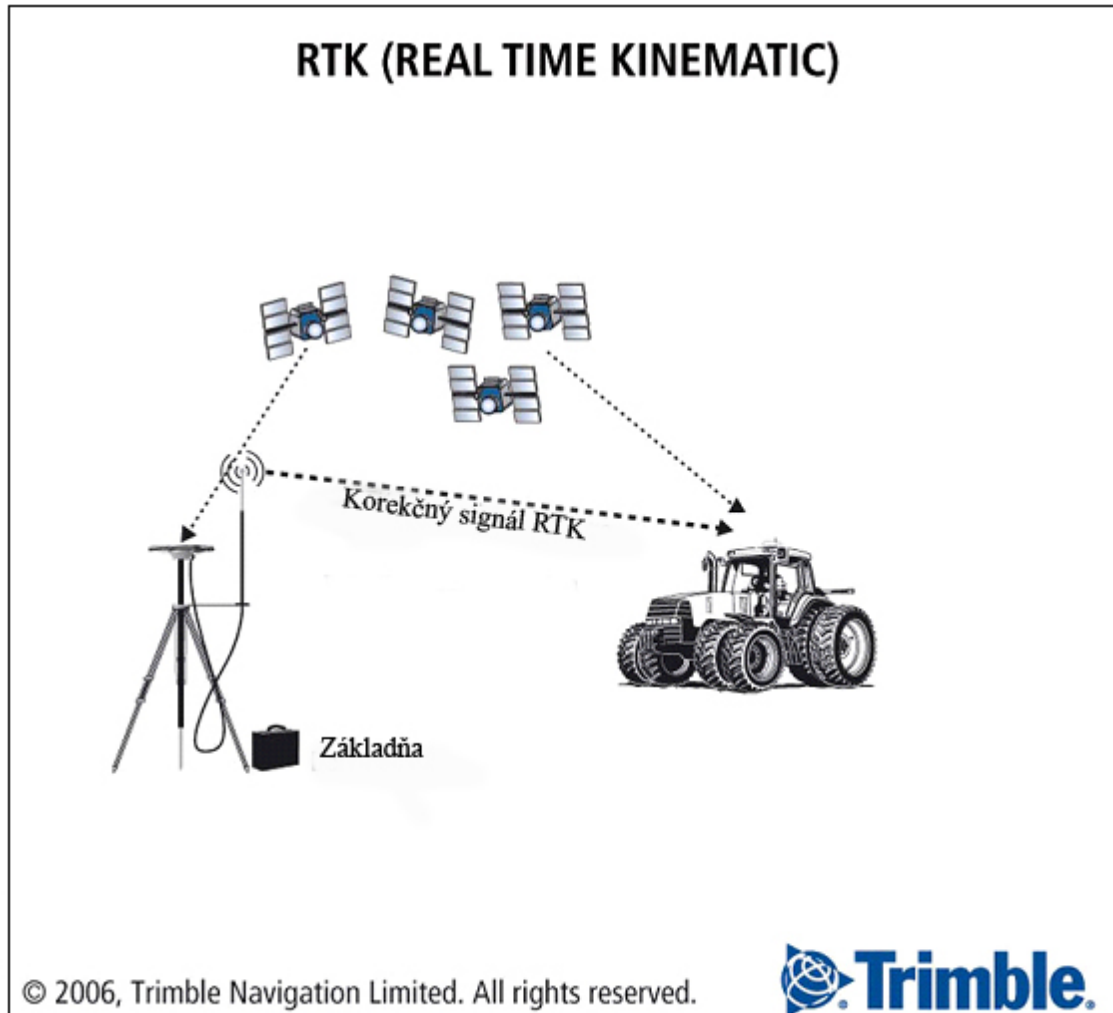 RTK (REAL TIME KINEMATIC)
Korekčný signál RTK
Základňa
© 2006, Trimble Navigation Limited. All rights reserved.
Trimble.